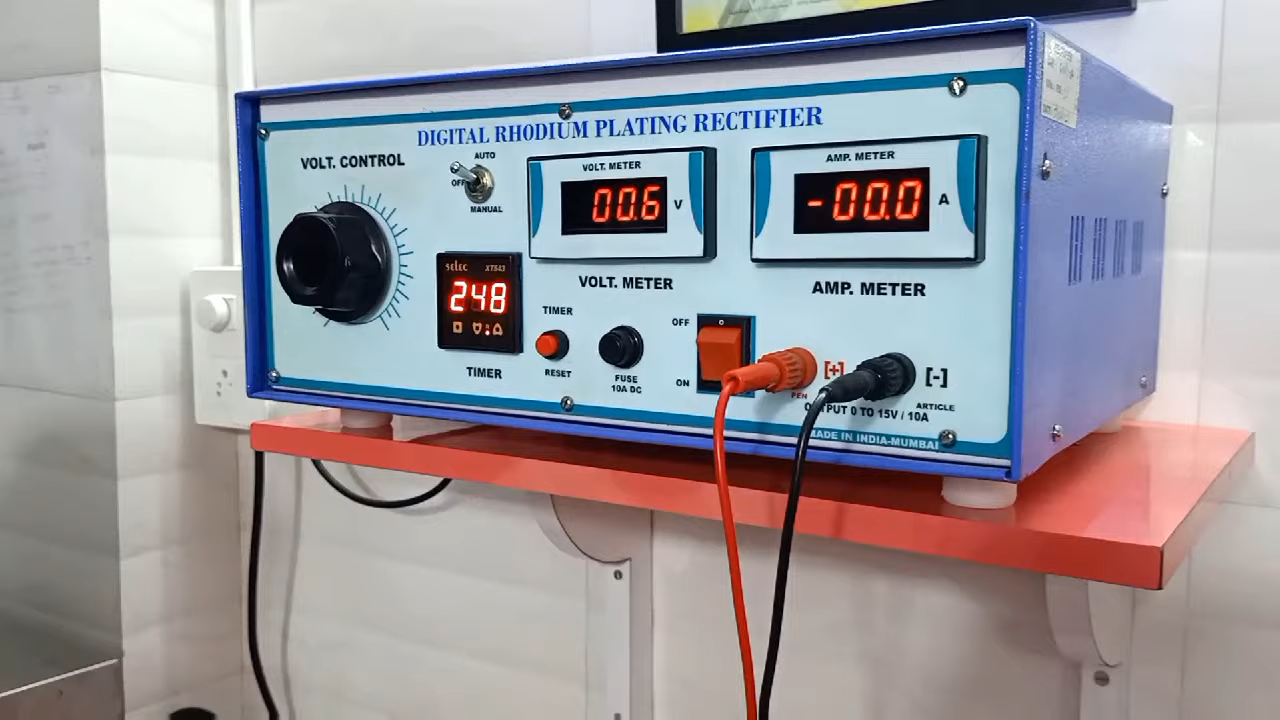 DIGITAL RHODIUM PLATING RECTIFIER
VOLT. CONTROL
AUTO
OFF
MANUAL
VOLT. METER
00.6 V
VOLT. METER
AMP. METER
-00.0 A
AMP. METER
selec XT543
248
TIMER
TIMER
RESET
FUSE
10A DC
OFF
ON
[+]
PEN
[-]
ARTICLE
PUT 0 TO 15V / 10A
MADE IN INDIA-MUMBAI